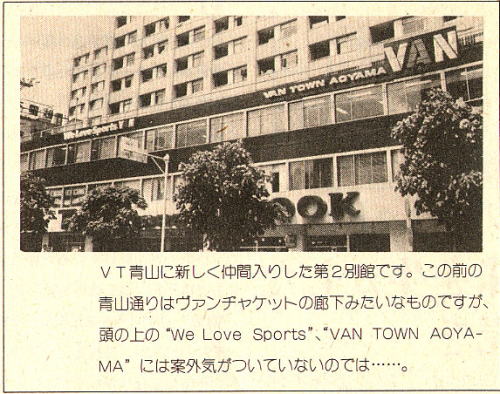 VAN
VAN TOWN AOYAMA
We Love Sports
OOK
ＶＴ青山に新しく仲間入りした第２別館です。この前の
青山通りはヴァンヂャケットの廊下みたいなものですが、
頭の上の “We Love Sports”、“VAN TOWN AOYA-
MA” には案外気がついていないのでは……。